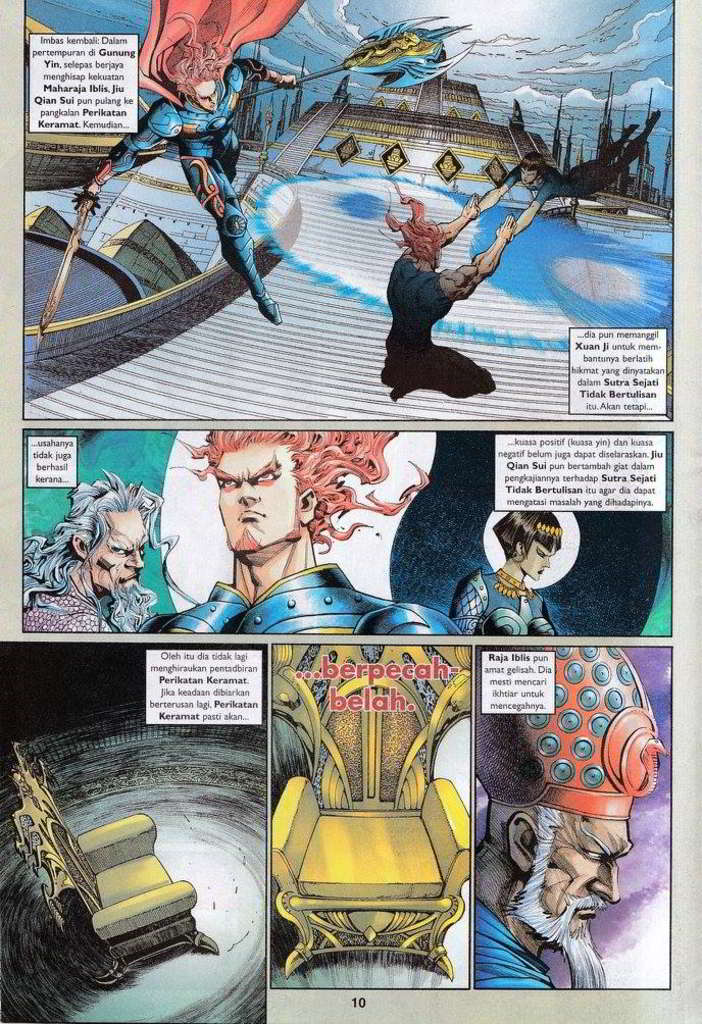 Imbas kembali: Dalam
pertempuran di Gunung
Yin, selepas berjaya
menghisap kekuatan
Maharaja Iblis, Jiu
Qian Sui pun pulang ke
pangkalan Perikatan
Keramat. Kemudian...
...dia pun memanggil
Xuan Ji untuk mem-
bantunya berlatih
hikmat yang dinyatakan
dalam Sutra Sejati
Tidak Bertulisan
itu. Akan tetapi...
...usahanya
tidak juga
berhasil
kerana...
...kuasa positif (kuasa yin) dan kuasa
negatif belum juga dapat diselaraskan. Jiu
Qian Sui pun bertambah giat dalam
pengkajiannya terhadap Sutra Sejati
Tidak Bertulisan itu agar dia dapat
mengatasi masalah yang dihadapinya.
Oleh itu dia tidak lagi
menghiraukan pentadbiran
Perikatan Keramat.
Jika keadaan dibiarkan
berterusan lagi, Perikatan
Keramat pasti akan...
...berpecah-
belah.
Raja Iblis pun
amat gelisah. Dia
mesti mencari
ikhtiar untuk
mencegahnya.
10